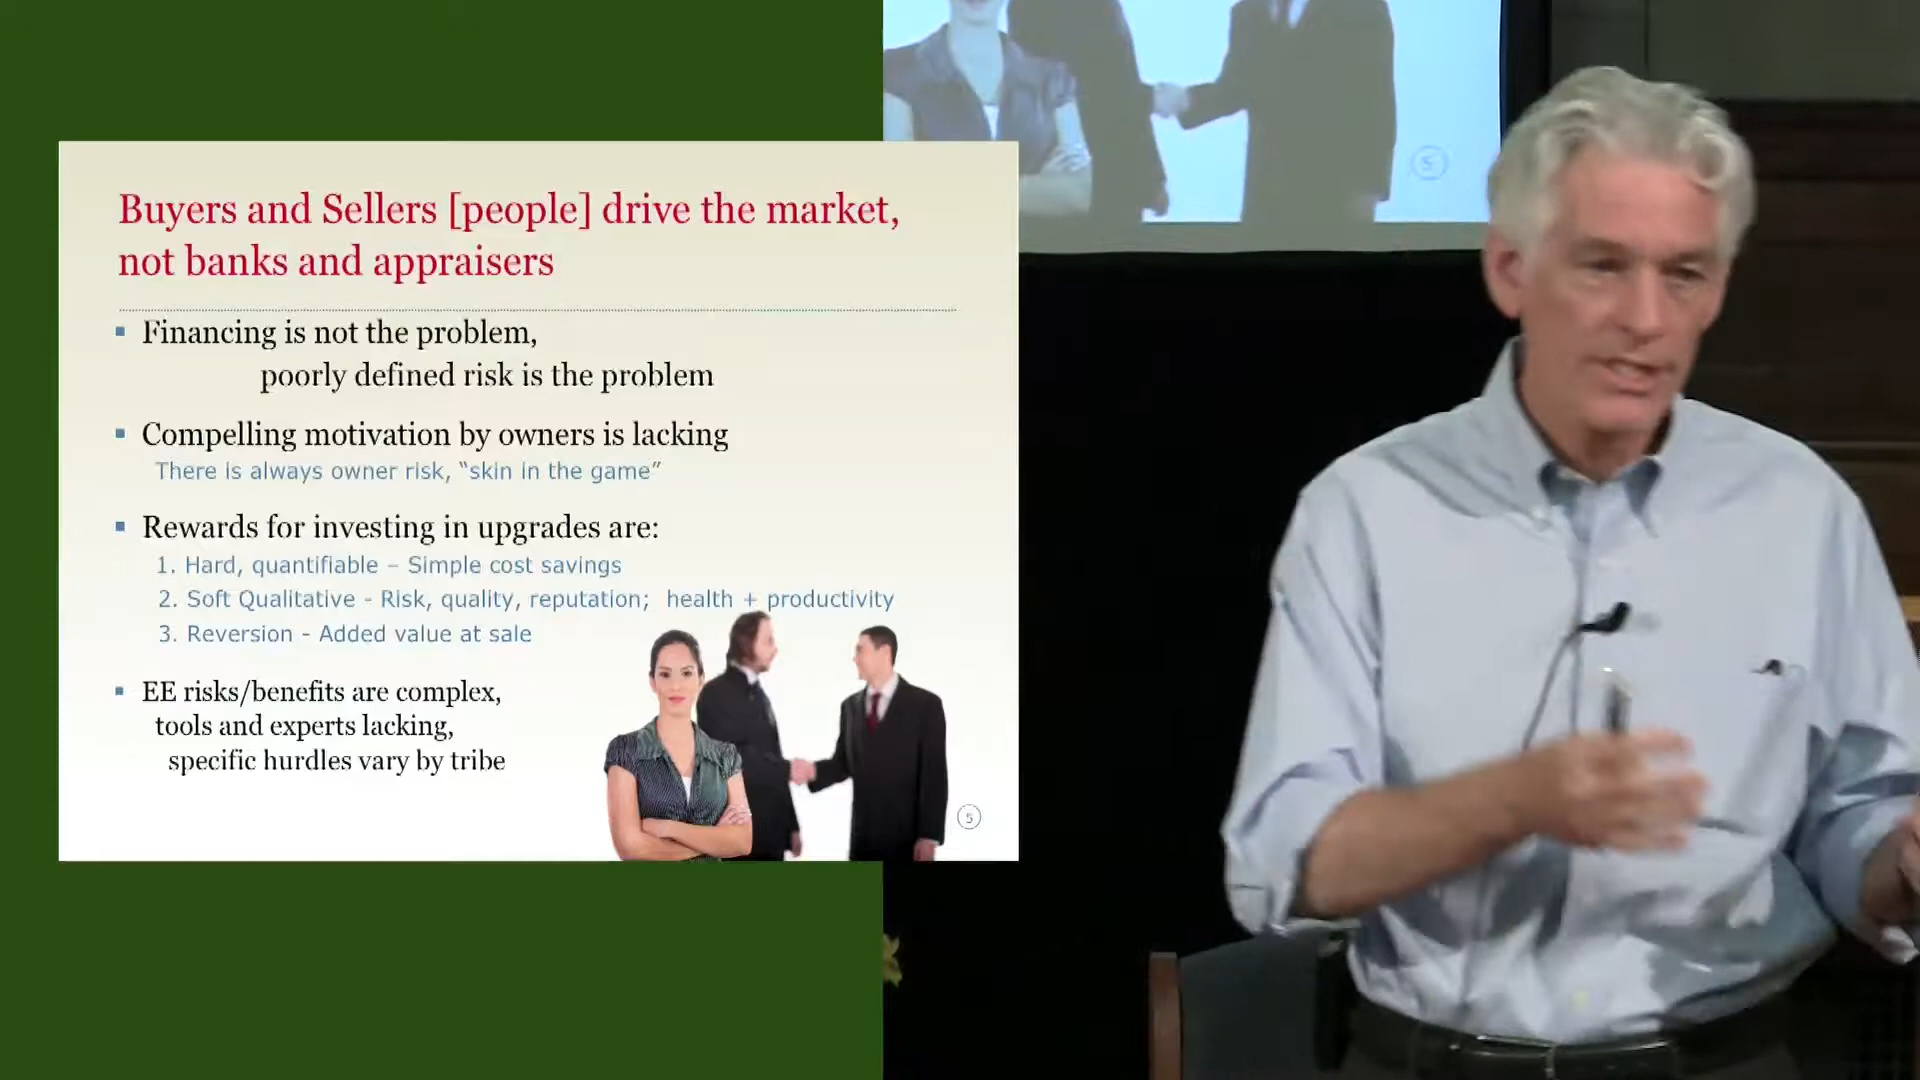 Buyers and Sellers [people] drive the market,
not banks and appraisers
▪ Financing is not the problem,
poorly defined risk is the problem
▪ Compelling motivation by owners is lacking
There is always owner risk, “skin in the game”
▪ Rewards for investing in upgrades are:
1. Hard, quantifiable – Simple cost savings
2. Soft Qualitative - Risk, quality, reputation; health + productivity
3. Reversion - Added value at sale
▪ EE risks/benefits are complex,
tools and experts lacking,
specific hurdles vary by tribe
5
5